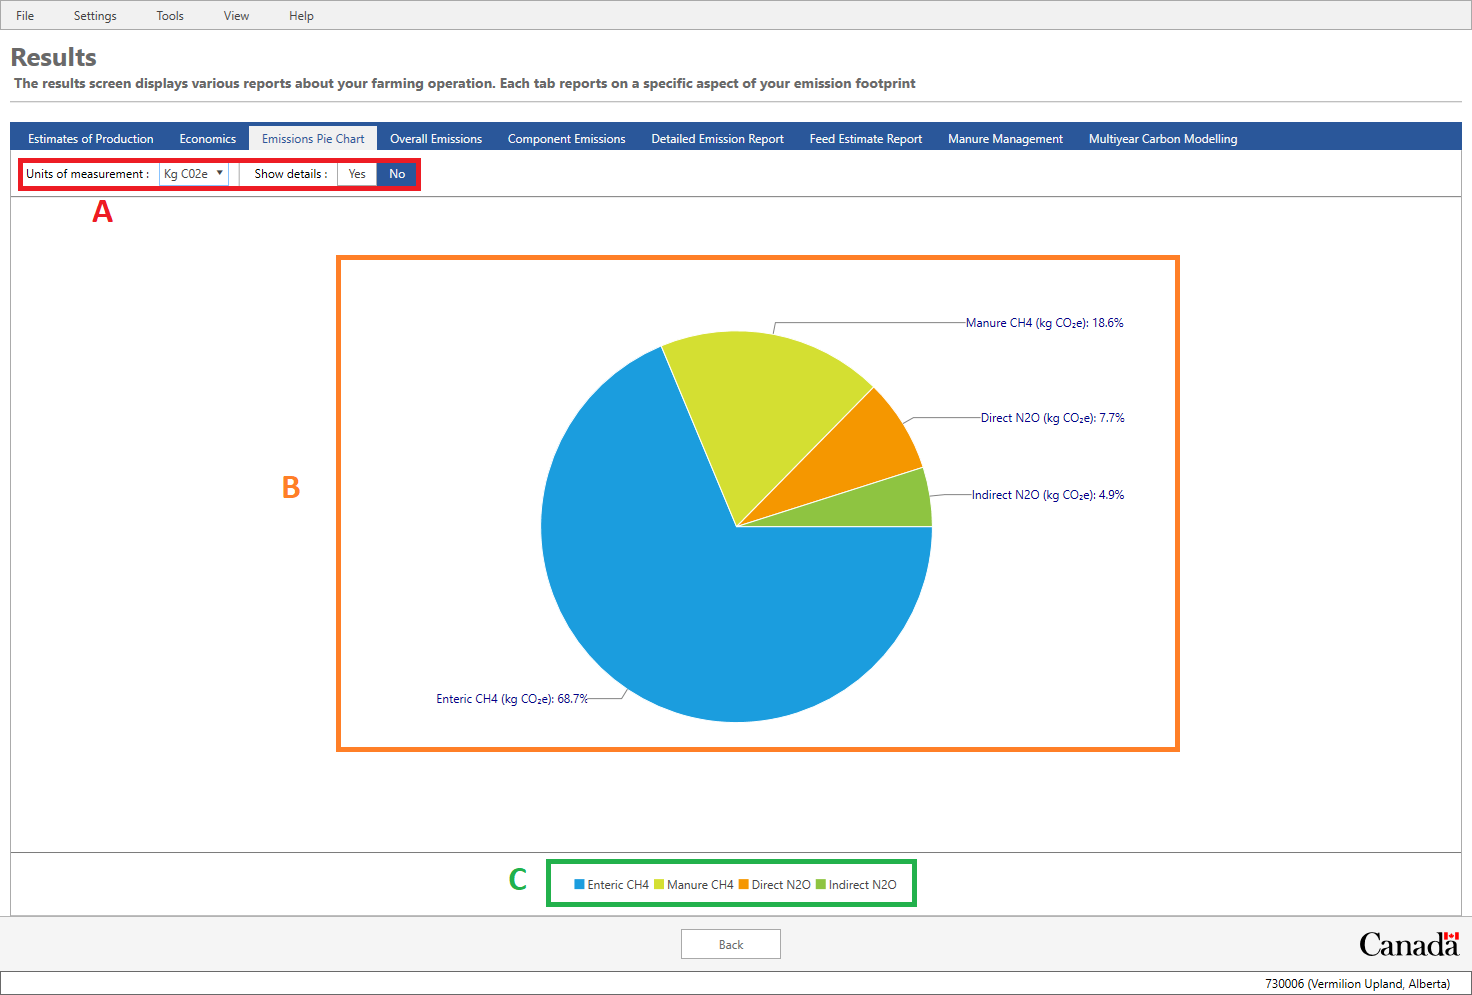 File Settings Tools View Help
Results
The results screen displays various reports about your farming operation. Each tab reports on a specific aspect of your emission footprint
Estimates of Production Economics Emissions Pie Chart Overall Emissions Component Emissions Detailed Emission Report Feed Estimate Report Manure Management Multiyear Carbon Modelling
Units of measurement : Kg C02e Show details : Yes No
A
Manure CH4 (kg CO₂e): 18.6%
Direct N2O (kg CO₂e): 7.7%
B
Indirect N2O (kg CO₂e): 4.9%
Enteric CH4 (kg CO₂e): 68.7%
C
Enteric CH4 Manure CH4 Direct N2O Indirect N2O
Back
Canada
730006 (Vermilion Upland, Alberta)